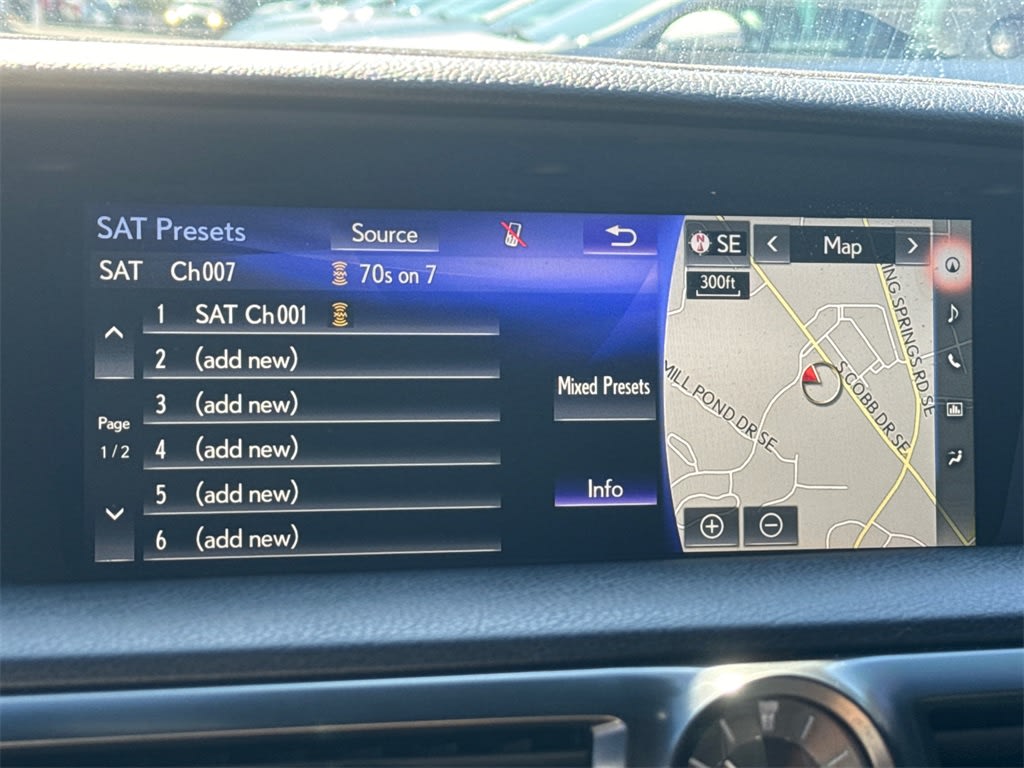 SAT Presets
Source
SAT Ch007
70s on 7
1 SAT Ch001
2 (add new)
3 (add new)
4 (add new)
5 (add new)
6 (add new)
Page
1/2
Mixed Presets
Info
N SE
Map
300ft
ING SPRINGS RD SE
MILL POND DR SE
S COBB DR SE